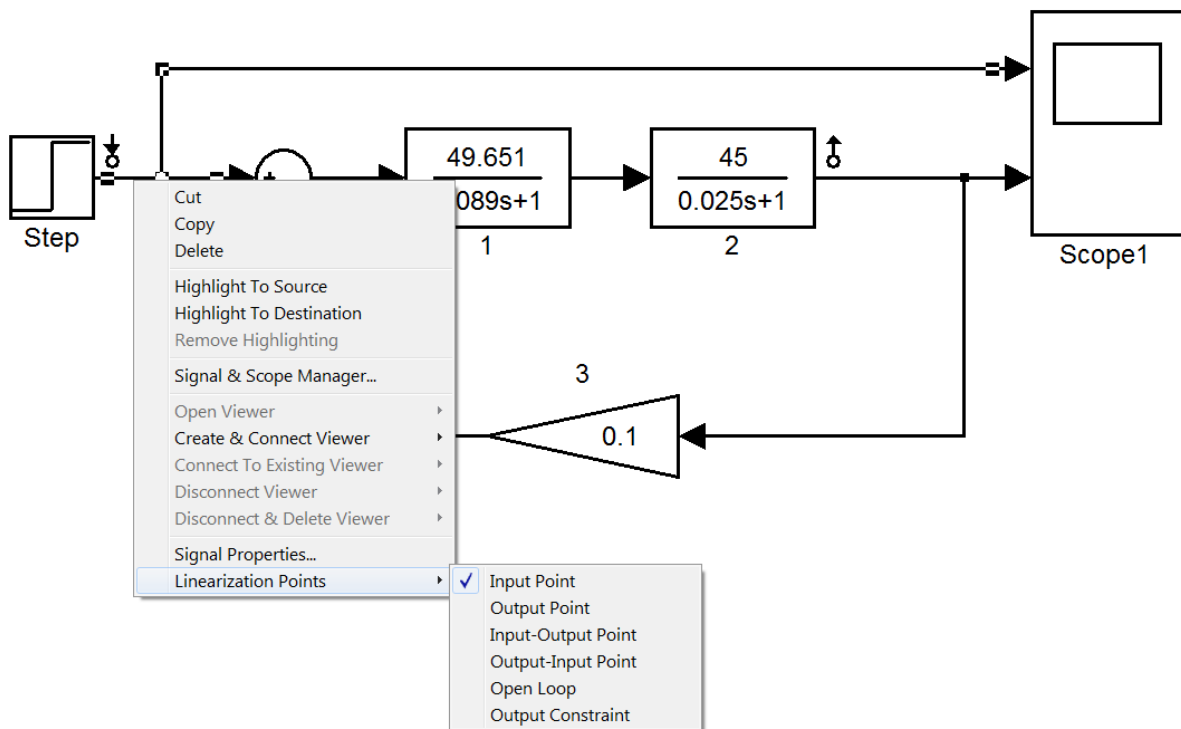 49.651
089s+1
1
45
0.025s+1
2
Step
Scope1
Cut
Copy
Delete
Highlight To Source
Highlight To Destination
Remove Highlighting
Signal & Scope Manager...
Open Viewer
Create & Connect Viewer
Connect To Existing Viewer
Disconnect Viewer
Disconnect & Delete Viewer
Signal Properties...
Linearization Points
3
0.1
Input Point
Output Point
Input-Output Point
Output-Input Point
Open Loop
Output Constraint